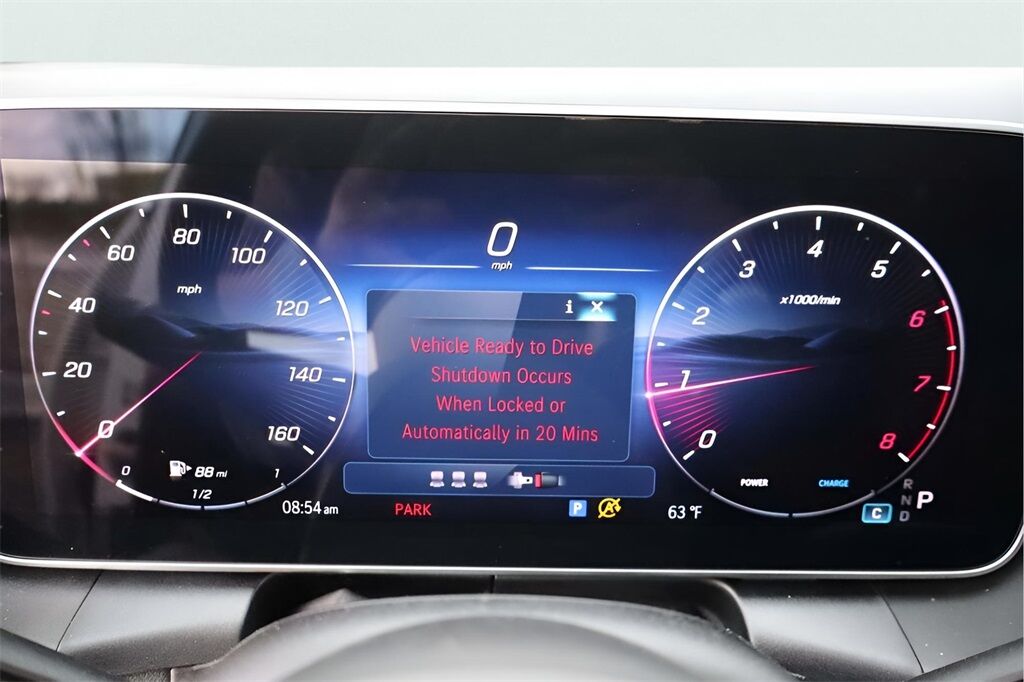 0
mph
20
40
60
80
100
120
140
160
0
mph
0
1/2
1
88 mi
08:54 am
i ×
Vehicle Ready to Drive
Shutdown Occurs
When Locked or
Automatically in 20 Mins
PARK
P
A
63 °F
0
1
2
3
4
5
6
7
8
x1000/min
POWER
CHARGE
C
R
N
D
P